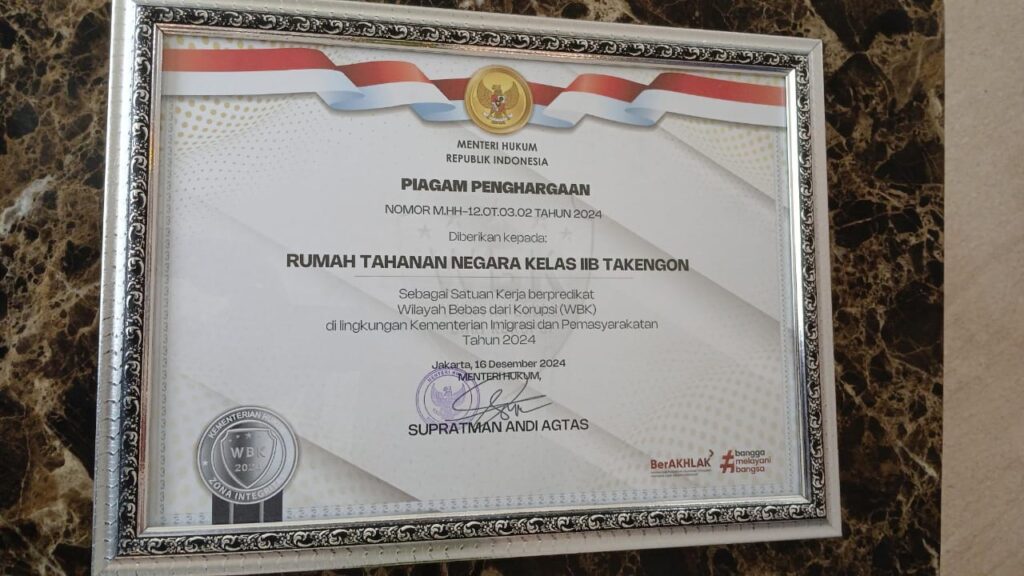 MENTERI HUKUM
REPUBLIK INDONESIA
PIAGAM PENGHARGAAN
NOMOR M.HH-12.OT.03.02 TAHUN 2024
Diberikan kepada:
RUMAH TAHANAN NEGARA KELAS IIB TAKENGON
Sebagai Satuan Kerja berpredikat
Wilayah Bebas dari Korupsi (WBK)
di lingkungan Kementerian Imigrasi dan Pemasyarakatan
Tahun 2024
Jakarta, 16 Desember 2024
MENTERI HUKUM,
SUPRATMAN ANDI AGTAS
KEMENTERIAN
WBK
ZONA
BerAKHLAK
#bangga
melayani
bangsa